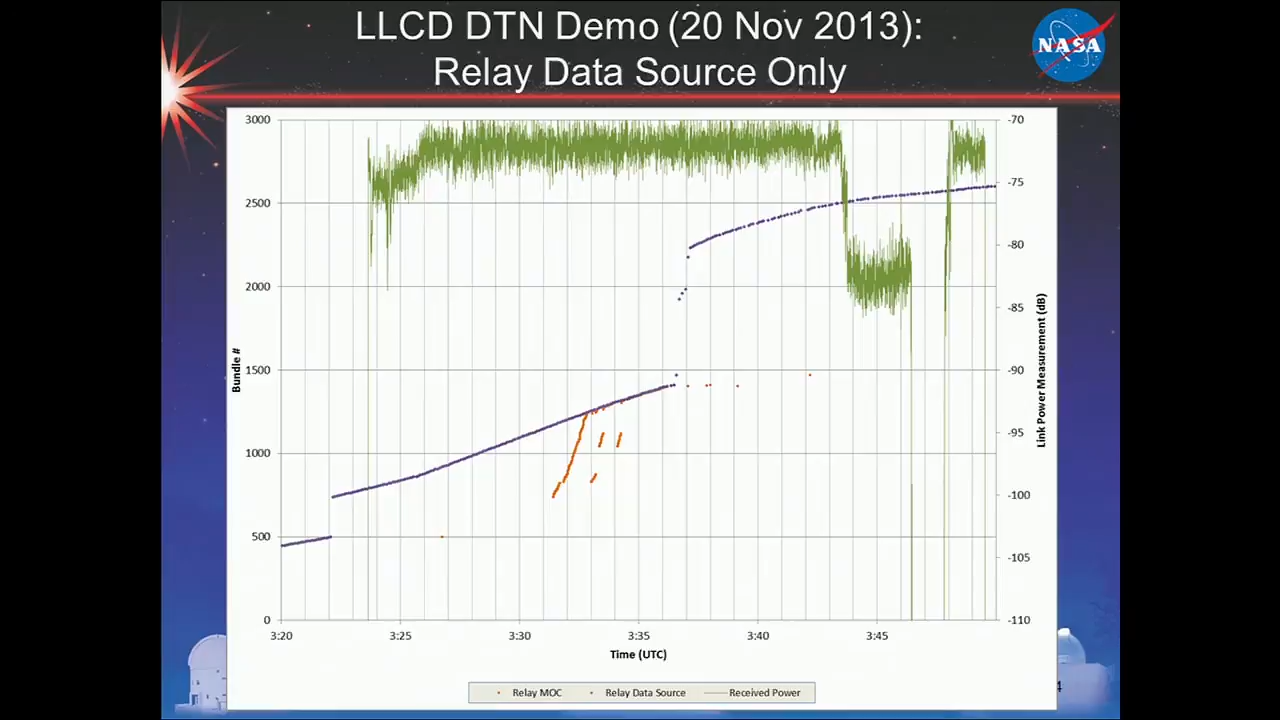 LLCD DTN Demo (20 Nov 2013):
Relay Data Source Only
NASA
3000
2500
2000
1500
1000
500
0
Bundle #
-70
-75
-80
-85
-90
-95
-100
-105
-110
Link Power Measurement (dB)
3:20 3:25 3:30 3:35 3:40 3:45
Time (UTC)
Relay MOC Relay Data Source Received Power
4